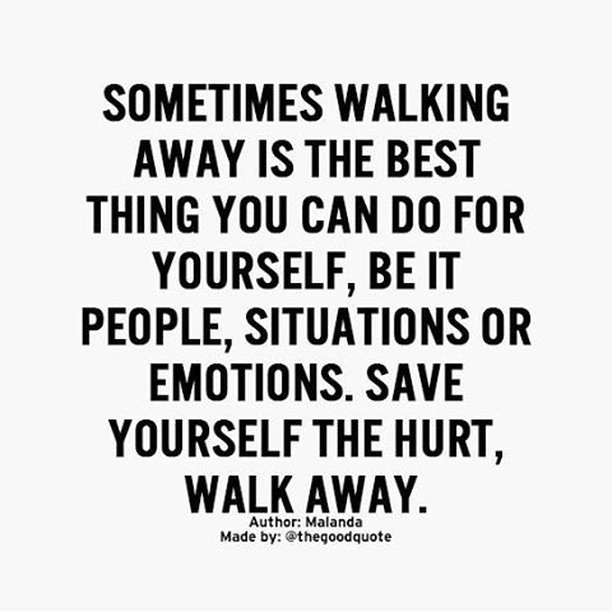 SOMETIMES WALKING
AWAY IS THE BEST
THING YOU CAN DO FOR
YOURSELF, BE IT
PEOPLE, SITUATIONS OR
EMOTIONS. SAVE
YOURSELF THE HURT,
WALK AWAY.
Author: Malanda
Made by: @thegoodquote